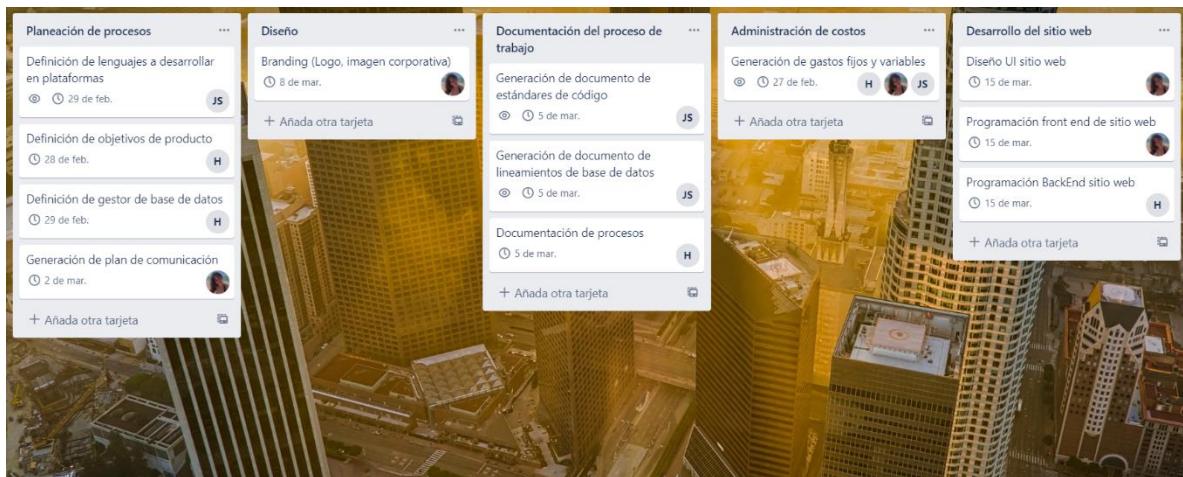 Planeación de procesos
Definición de lenguajes a desarrollar
en plataformas
29 de feb.
JS
Definición de objetivos de producto
28 de feb.
H
Definición de gestor de base de datos
29 de feb.
H
Generación de plan de comunicación
2 de mar.
+ Añada otra tarjeta
Diseño
Branding (Logo, imagen corporativa)
8 de mar.
+ Añada otra tarjeta
Documentación del proceso de
trabajo
Generación de documento de
estándares de código
5 de mar.
JS
Generación de documento de
lineamientos de base de datos
5 de mar.
JS
Documentación de procesos
5 de mar.
H
+ Añada otra tarjeta
Administración de costos
Generación de gastos fijos y variables
27 de feb.
H
JS
+ Añada otra tarjeta
Desarrollo del sitio web
Diseño UI sitio web
15 de mar.
Programación front end de sitio web
15 de mar.
Programación BackEnd sitio web
15 de mar.
H
+ Añada otra tarjeta